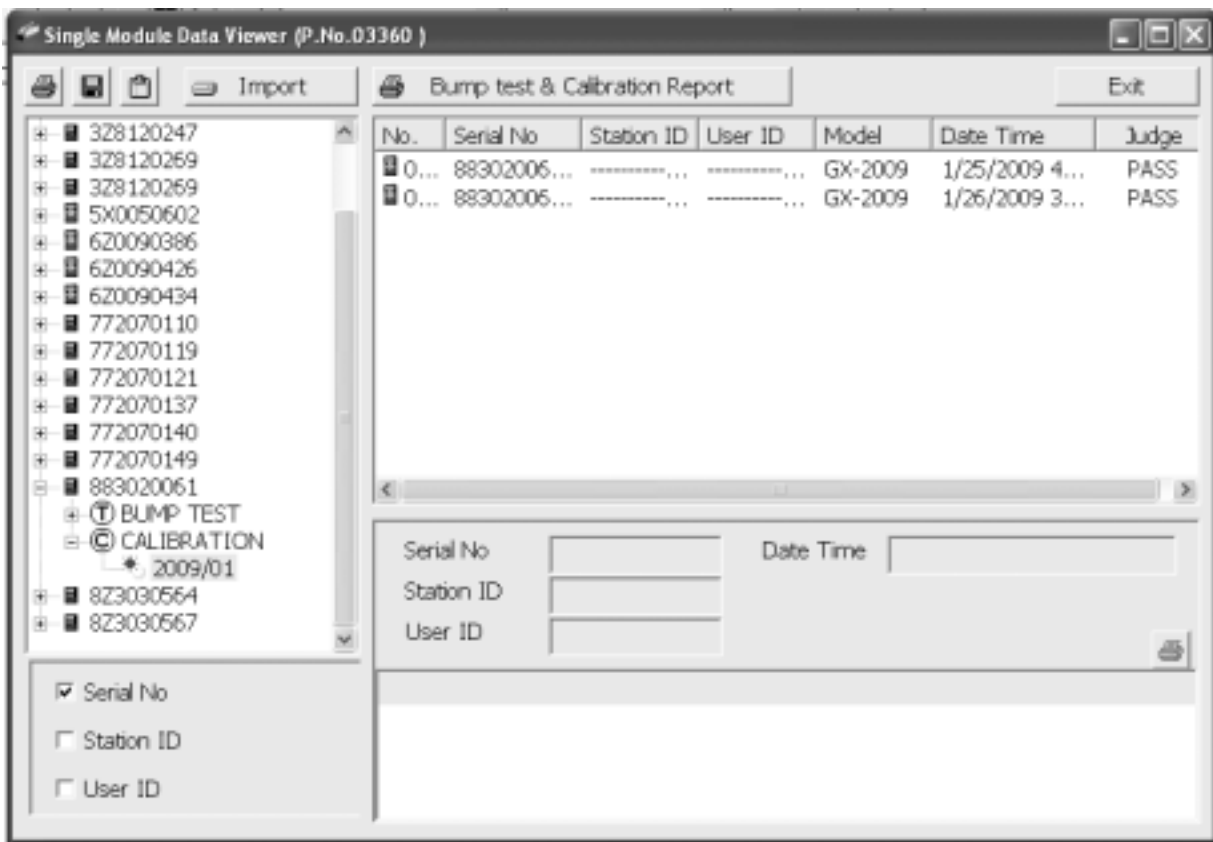 Single Module Data Viewer (P.No.03360 )
Import
Bump test & Calibration Report
Exit
3Z8120247
3Z8120269
3Z8120269
5X0050602
6Z0090386
6Z0090426
6Z0090434
772070110
772070119
772070121
772070137
772070140
772070149
883020061
T BUMP TEST
C CALIBRATION
2009/01
8Z3030564
8Z3030567
Serial No
Station ID
User ID
No. Serial No Station ID User ID Model Date Time Judge
0... 88302006... ----------... ----------... GX-2009 1/25/2009 4... PASS
0... 88302006... ----------... ----------... GX-2009 1/26/2009 3... PASS
Serial No Date Time
Station ID
User ID